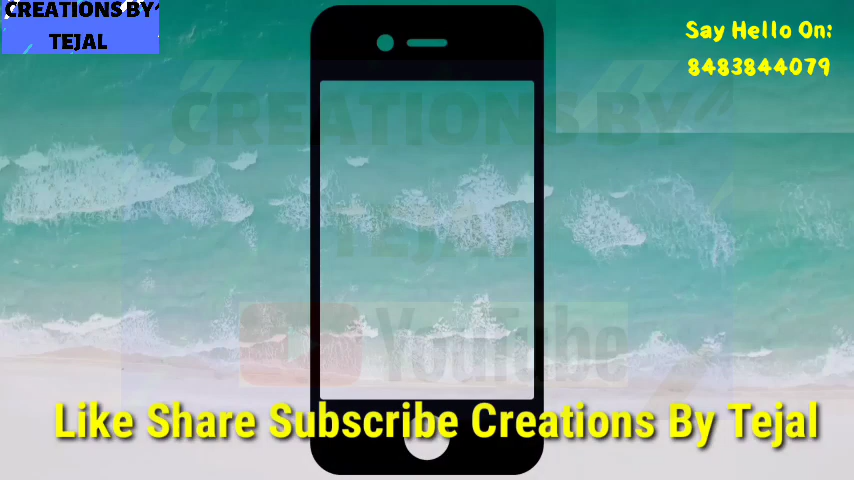 CREATIONS BY
TEJAL
Say Hello On:
8483844079
CREATIONS BY
TEJAL
YouTube
Like Share Subscribe Creations By Tejal